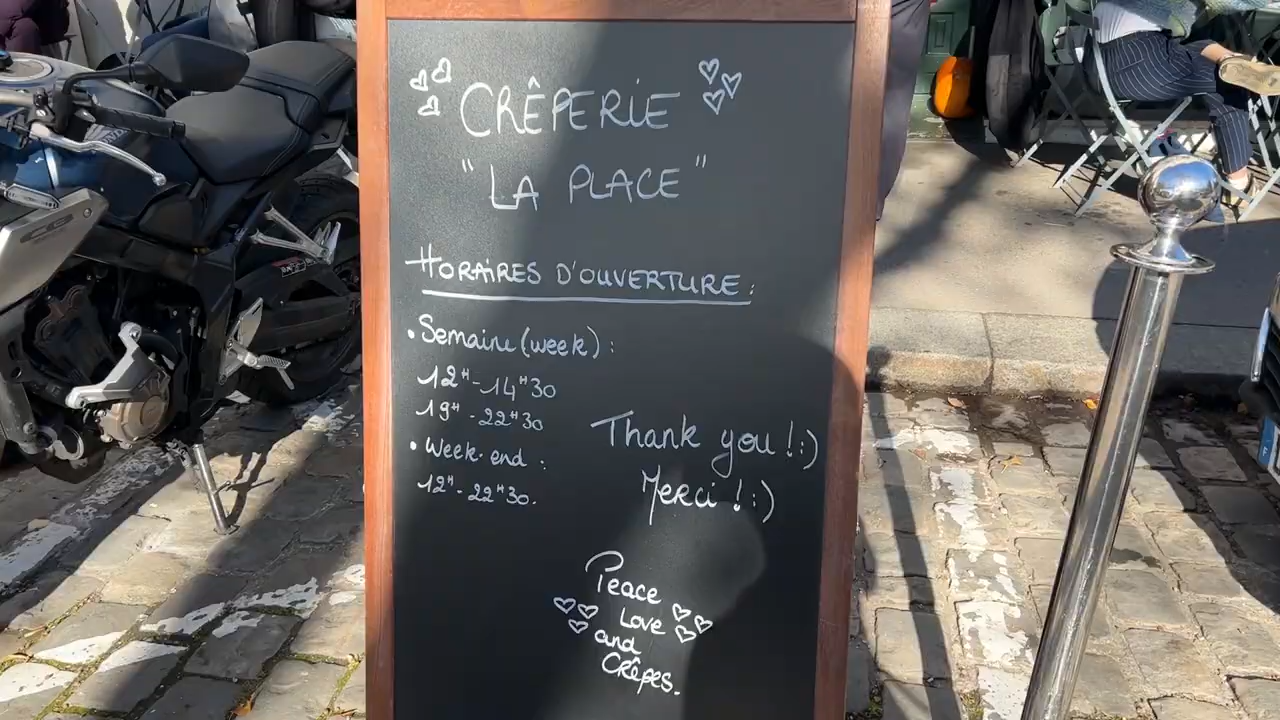 CRÊPERIE
"LA PLACE"
HORAIRES D'OUVERTURE:
• Semaine (week) :
12H-14H30
19H-22H30
• Week-end :
12H-22H30.
Thank you !:)
Merci !:)
Peace
Love
and
Crêpes.